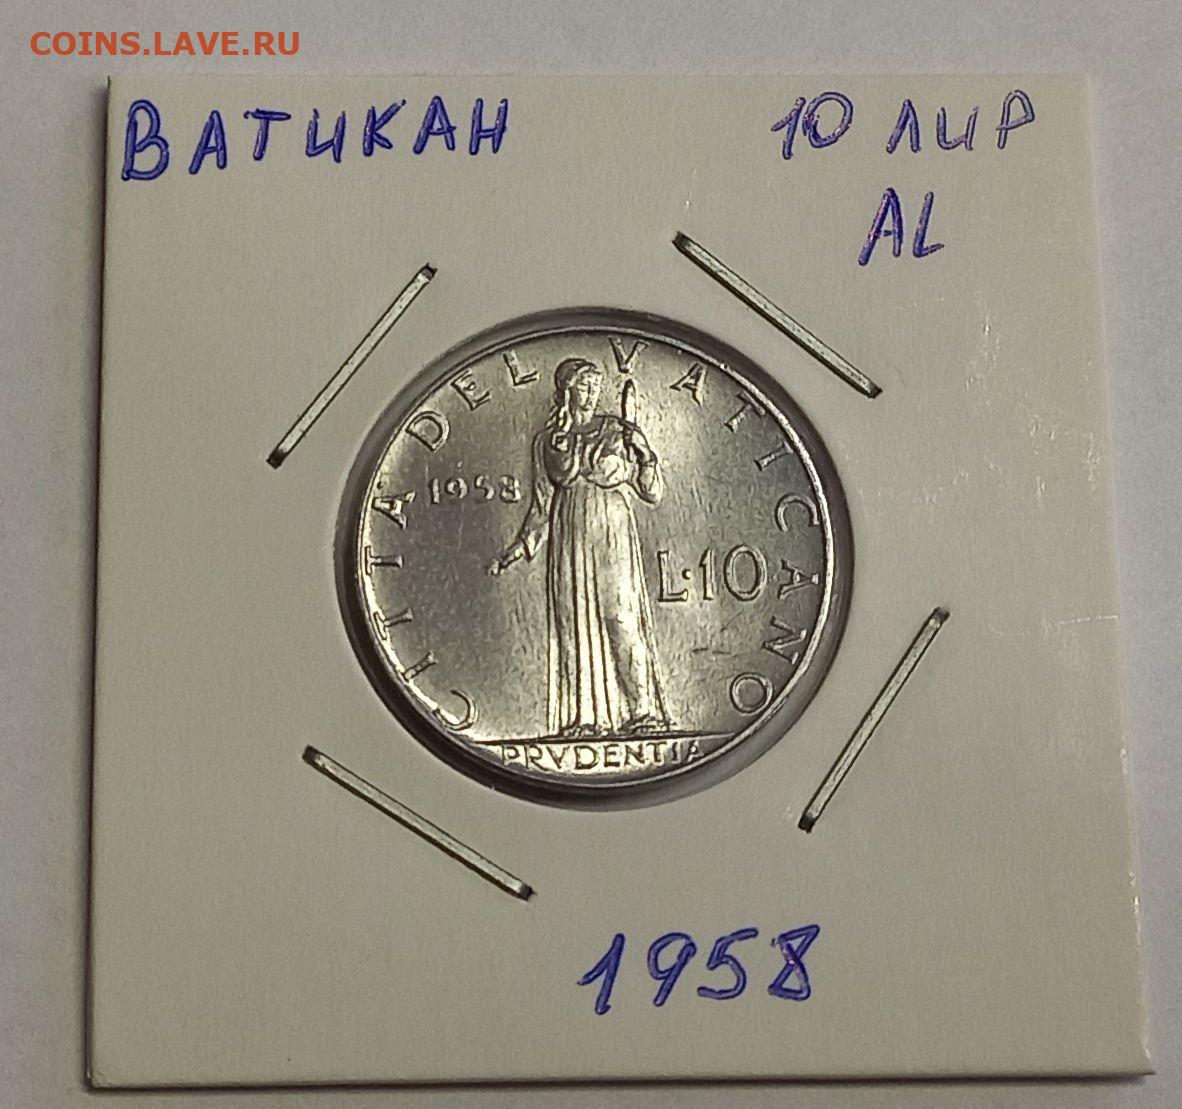 COINS.LAVE.RU
ВАТИКАН 10 ЛИР
AL
CITTA DEL VATICANO
1958
L·10
PRVDENTIA
1958